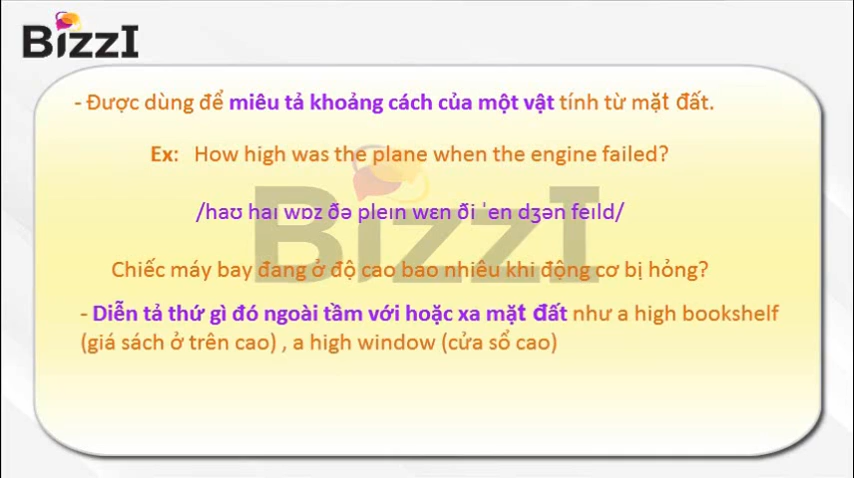 BizzI
- Được dùng để miêu tả khoảng cách của một vật tính từ mặt đất.
Ex: How high was the plane when the engine failed?
/haʊ haɪ wɒz ðə pleɪn wɛn ði ˈen dʒən feɪld/
BizzI
Chiếc máy bay đang ở độ cao bao nhiêu khi động cơ bị hỏng?
- Diễn tả thứ gì đó ngoài tầm với hoặc xa mặt đất như a high bookshelf
(giá sách ở trên cao) , a high window (cửa sổ cao)